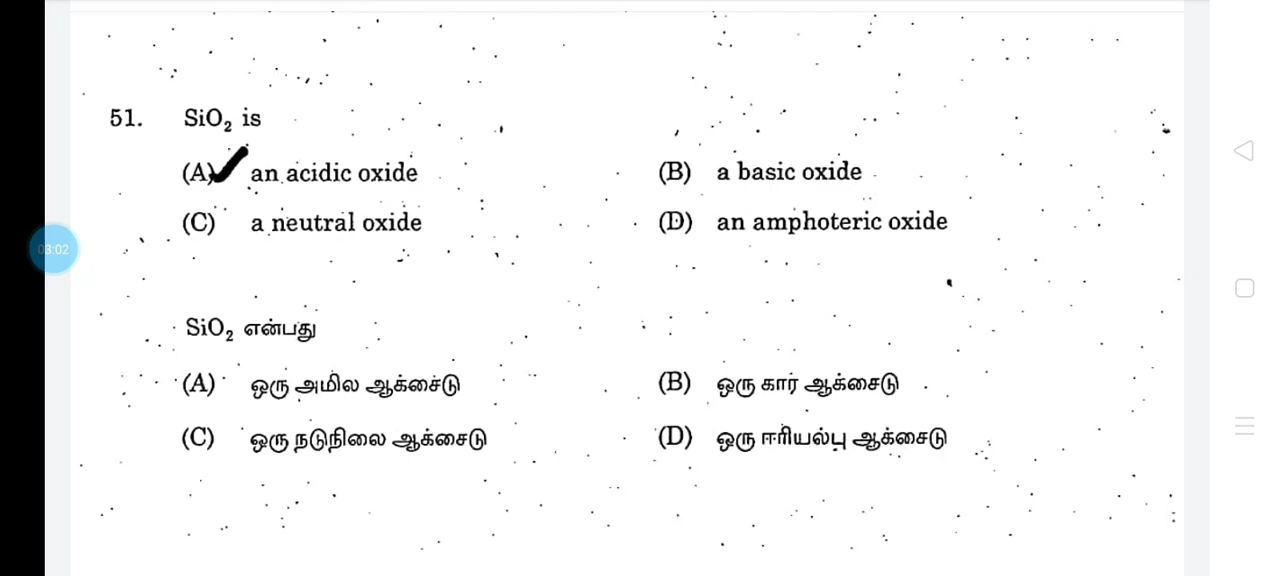 51. SiO₂ is
(A) an acidic oxide (B) a basic oxide
(C) a neutral oxide (D) an amphoteric oxide
03:02
SiO₂ என்பது
(A) ஒரு அமில ஆக்சைடு (B) ஒரு கார ஆக்சைடு
(C) ஒரு நடுநிலை ஆக்சைடு (D) ஒரு ஈரியல்பு ஆக்சைடு